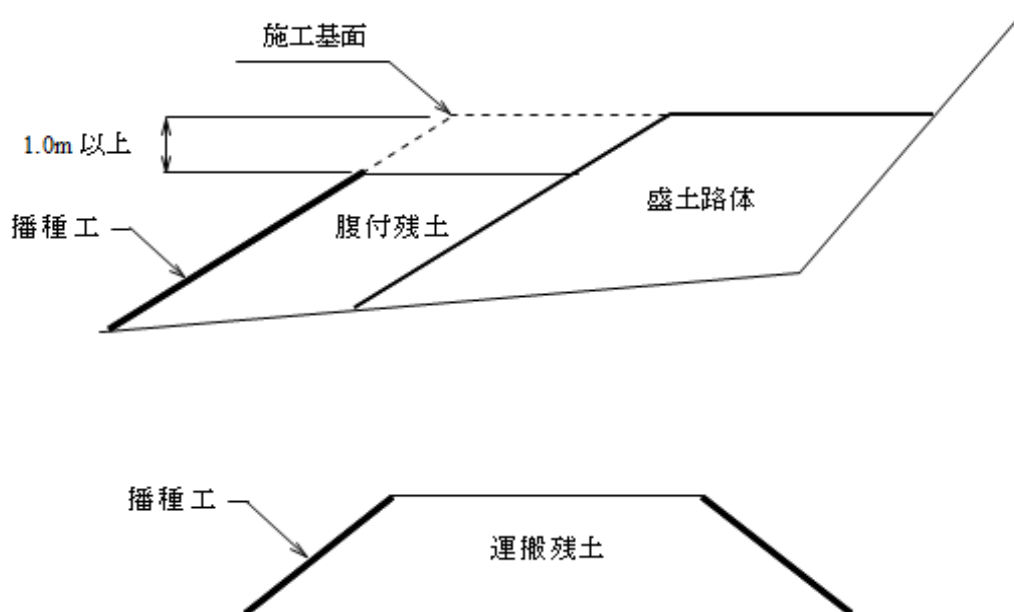 施工基面
1.0m 以上
播種工
腹付残土
盛土路体
播種工
運搬残土